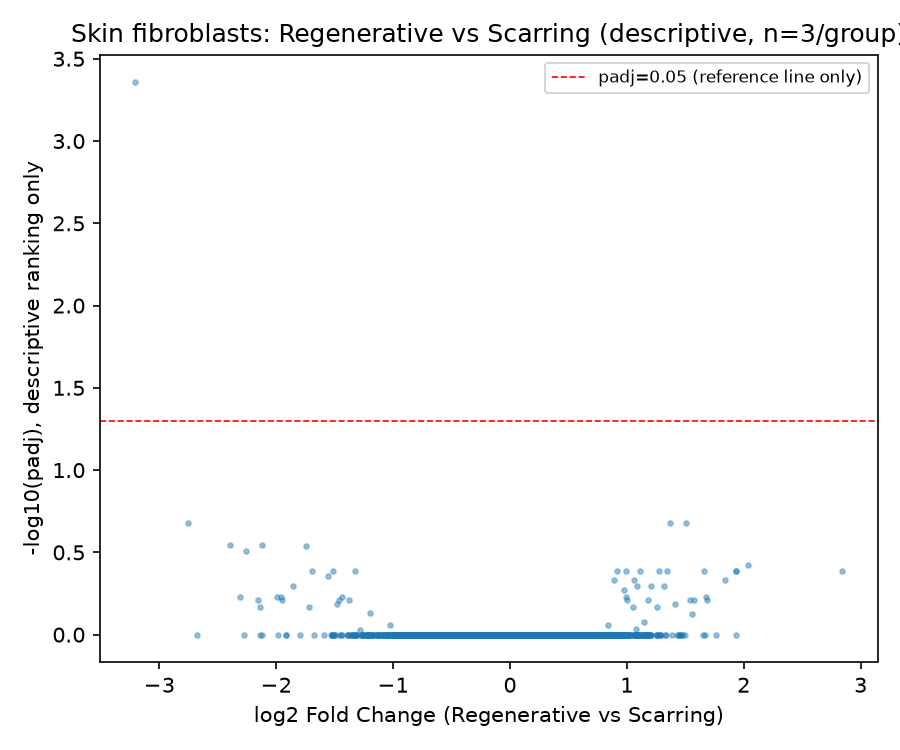 Skin fibroblasts: Regenerative vs Scarring (descriptive, n=3/group)
padj=0.05 (reference line only)
-log10(padj), descriptive ranking only
3.5
3.0
2.5
2.0
1.5
1.0
0.5
0.0
−3 −2 −1 0 1 2 3
log2 Fold Change (Regenerative vs Scarring)